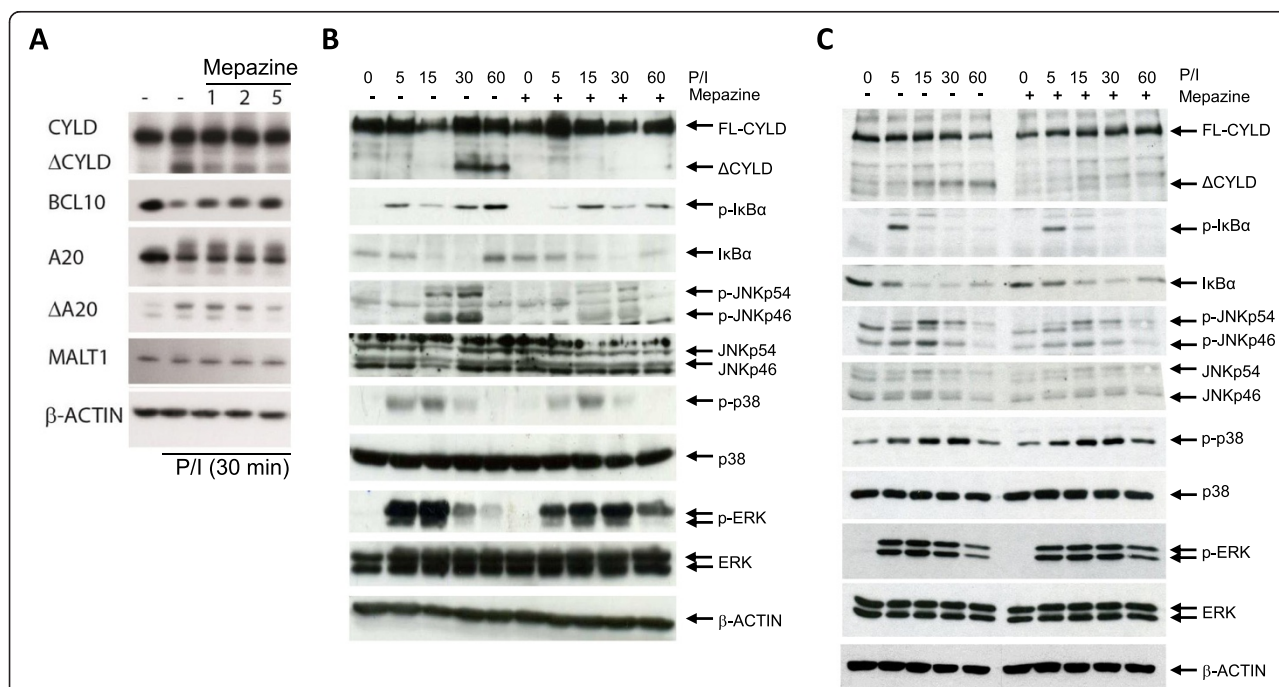 A
Mepazine
- - 1 2 5
CYLD
ΔCYLD
BCL10
A20
ΔA20
MALT1
β-ACTIN
P/I (30 min)
B
0 5 15 30 60 0 5 15 30 60 P/I
- - - - - + + + + + Mepazine
FL-CYLD
ΔCYLD
p-IκBα
IκBα
p-JNKp54
p-JNKp46
JNKp54
JNKp46
p-p38
p38
p-ERK
ERK
β-ACTIN
C
0 5 15 30 60 0 5 15 30 60 P/I
- - - - - + + + + + Mepazine
FL-CYLD
ΔCYLD
p-IκBα
IκBα
p-JNKp54
p-JNKp46
JNKp54
JNKp46
p-p38
p38
p-ERK
ERK
β-ACTIN